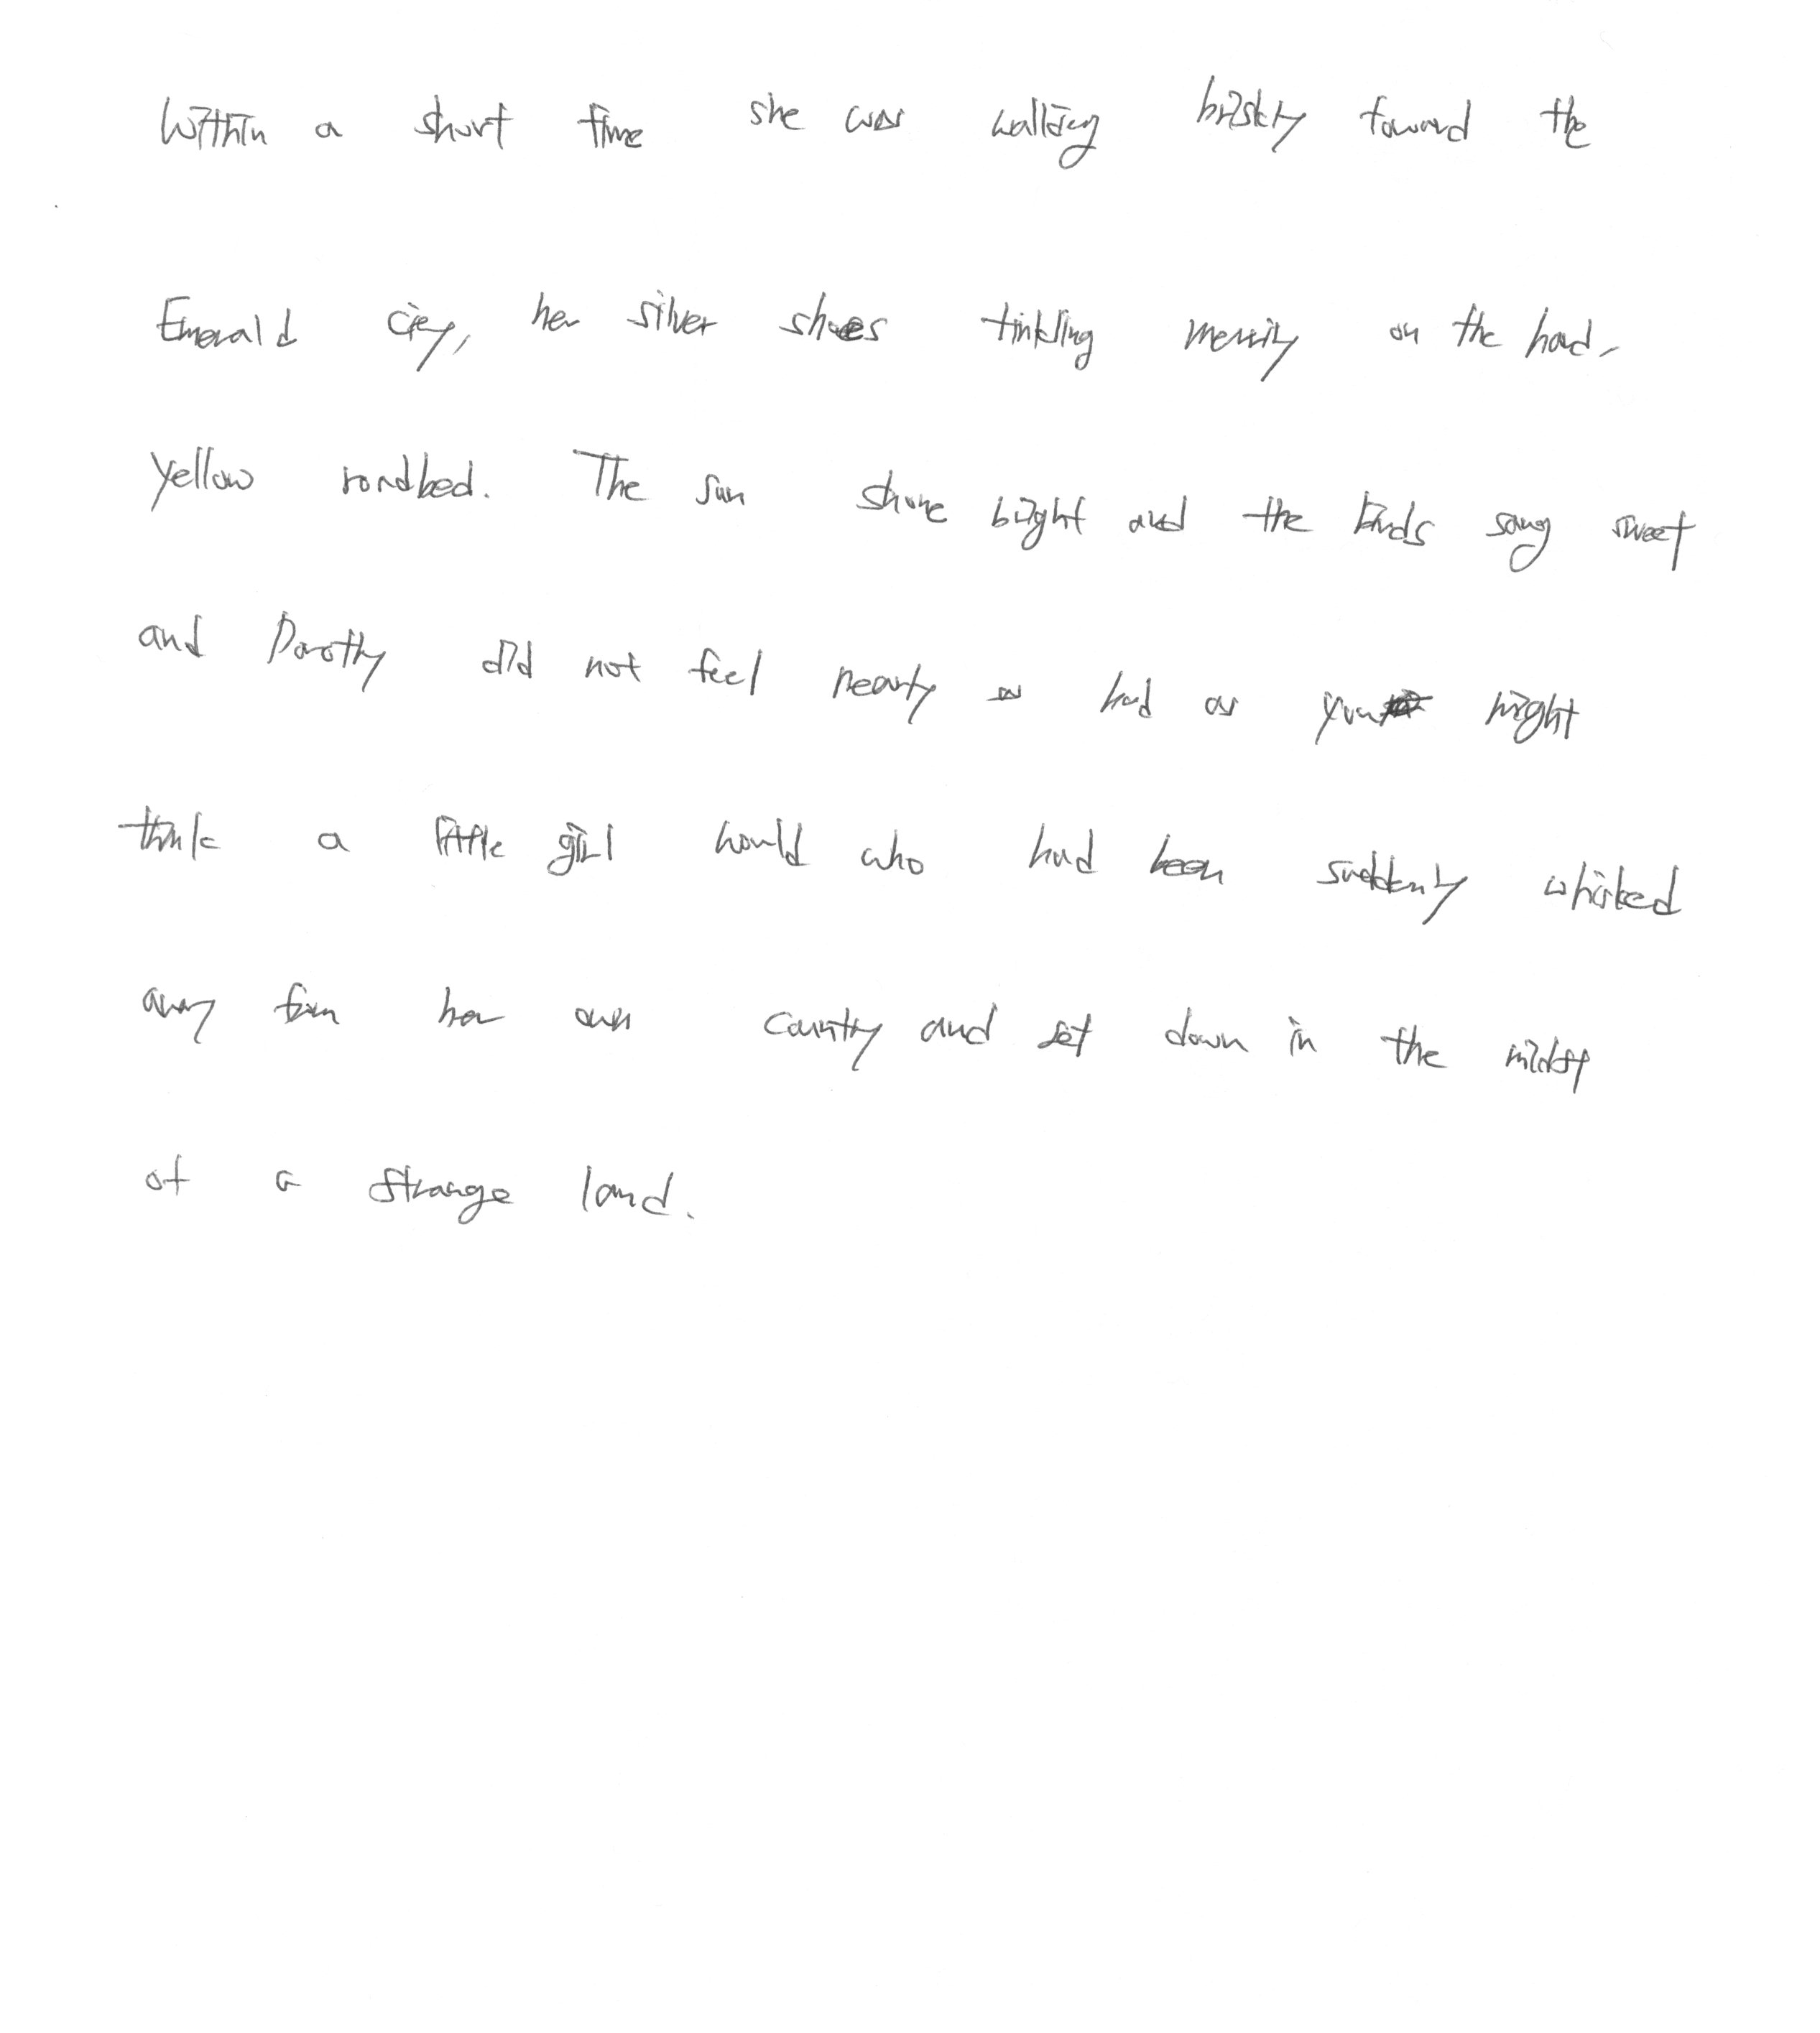 Within a short time she was walking briskly toward the
Emerald City, her silver shoes tinkling merrily on the hard,
yellow roadbed. The sun shone bright and the birds sang sweet
and Dorothy did not feel nearly as bad as you might
think a little girl would who had been suddenly whisked
away from her own country and set down in the midst
of a strange land.